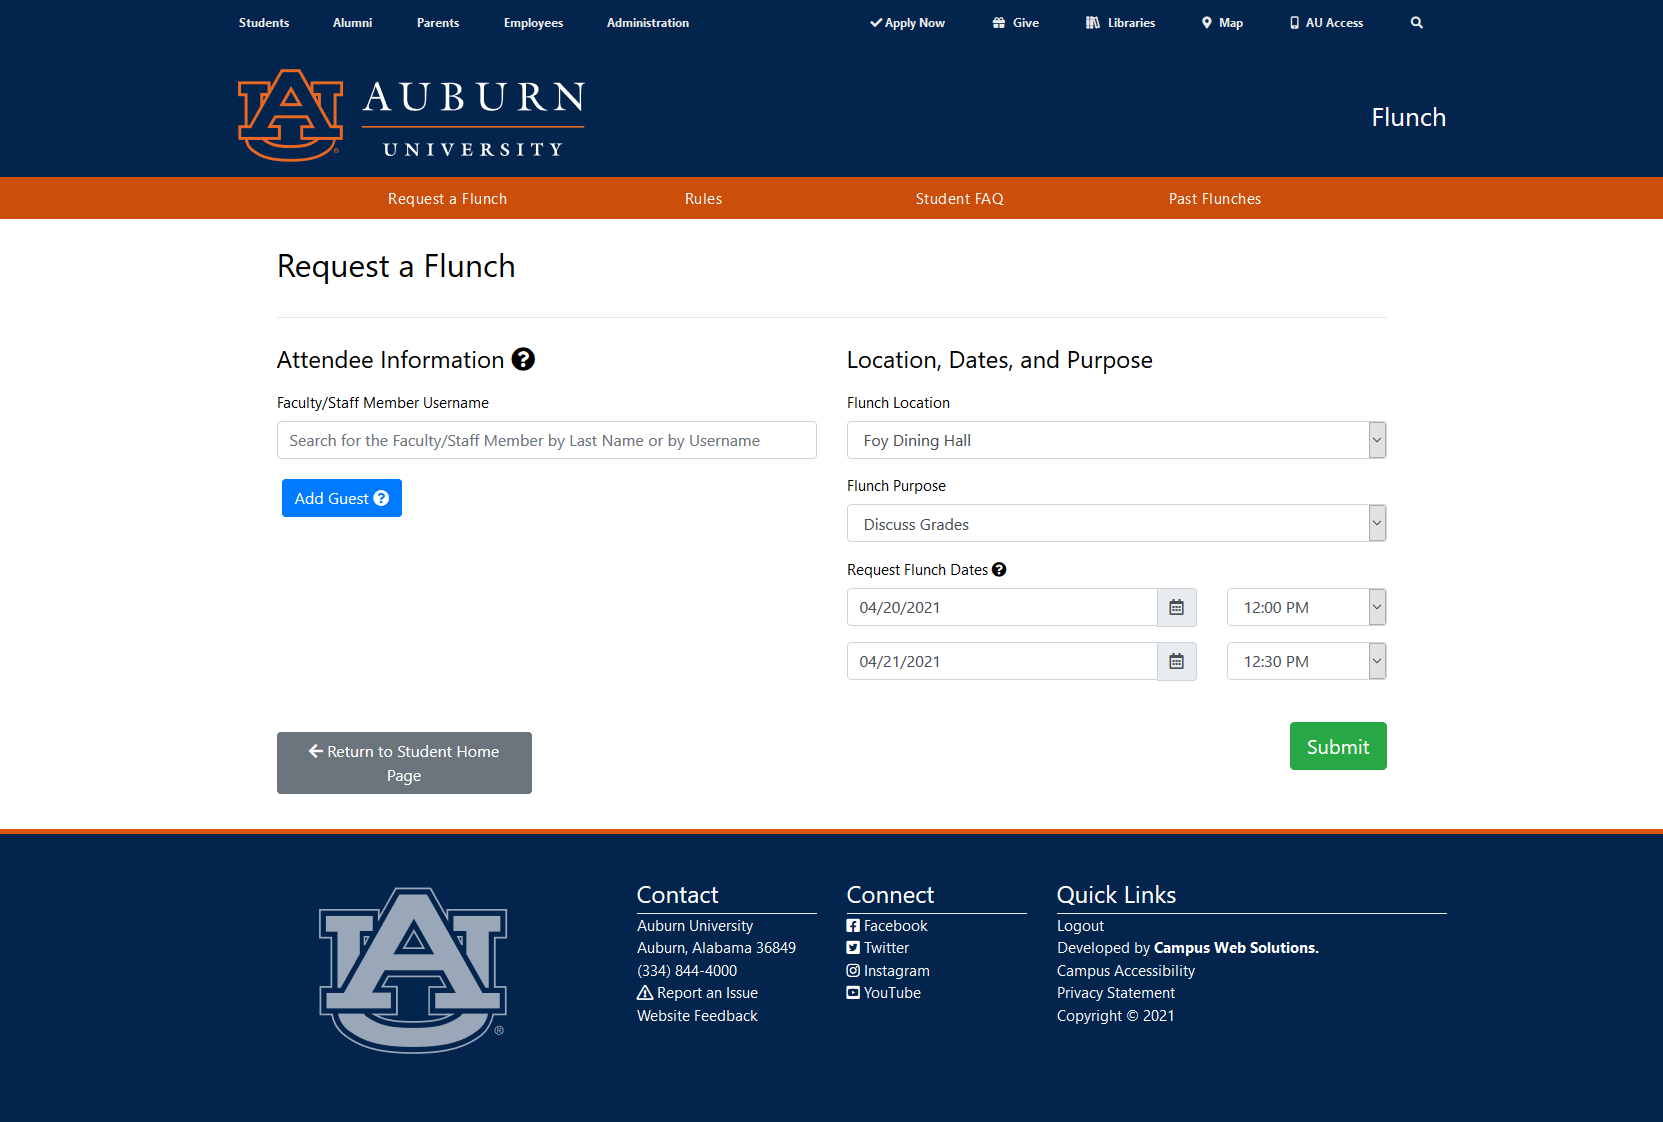 Students Alumni Parents Employees Administration Apply Now Give Libraries Map AU Access
AUBURN
UNIVERSITY
Flunch
Request a Flunch Rules Student FAQ Past Flunches
Request a Flunch
Attendee Information
Faculty/Staff Member Username
Search for the Faculty/Staff Member by Last Name or by Username
Add Guest
Location, Dates, and Purpose
Flunch Location
Foy Dining Hall
Flunch Purpose
Discuss Grades
Request Flunch Dates
04/20/2021 12:00 PM
04/21/2021 12:30 PM
Return to Student Home
Page
Submit
Contact
Auburn University
Auburn, Alabama 36849
(334) 844-4000
Report an Issue
Website Feedback
Connect
Facebook
Twitter
Instagram
YouTube
Quick Links
Logout
Developed by Campus Web Solutions.
Campus Accessibility
Privacy Statement
Copyright © 2021